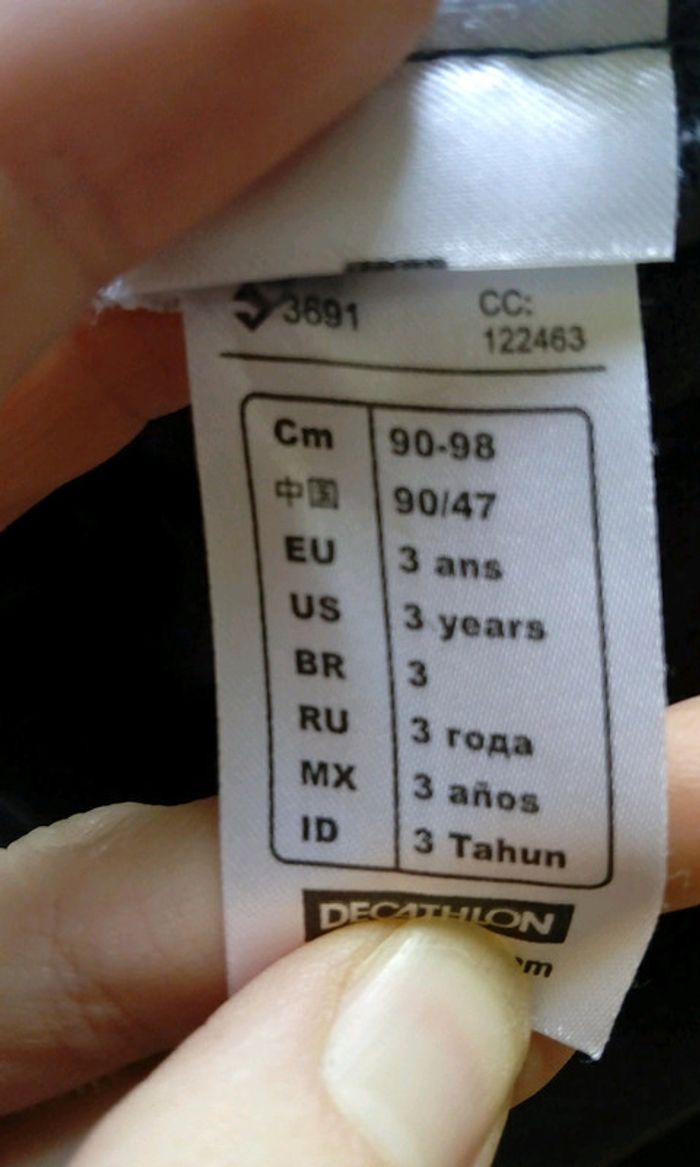 3691 CC:
122463
Cm 90-98
中国 90/47
EU 3 ans
US 3 years
BR 3
RU 3 года
MX 3 años
ID 3 Tahun
DECATHLON